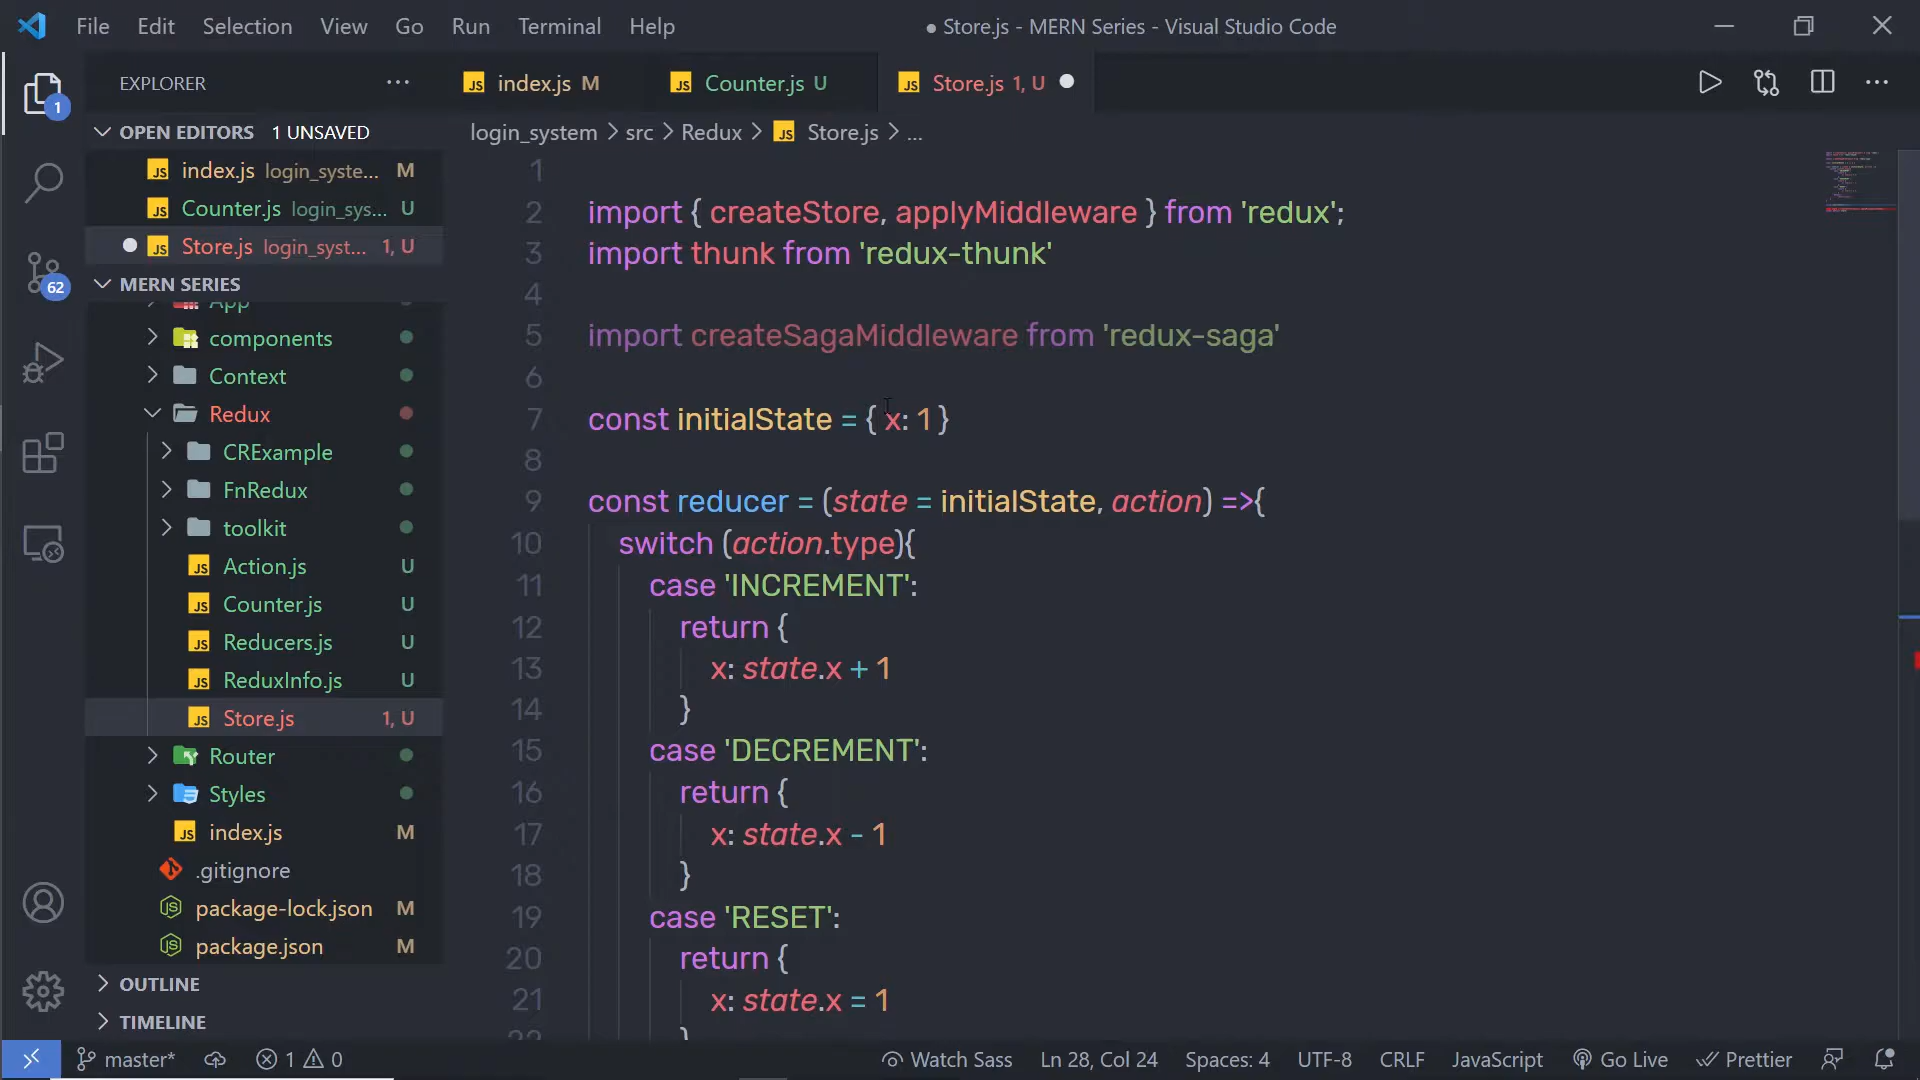 File Edit Selection View Go Run Terminal Help
● Store.js - MERN Series - Visual Studio Code
EXPLORER ...
index.js M
Counter.js U
Store.js 1, U
OPEN EDITORS 1 UNSAVED
index.js login_syste... M
Counter.js login_sys... U
Store.js login_syst... 1, U
MERN SERIES
App
components
Context
Redux
CRExample
FnRedux
toolkit
Action.js U
Counter.js U
Reducers.js U
ReduxInfo.js U
Store.js 1, U
Router
Styles
index.js M
.gitignore
package-lock.json M
package.json M
OUTLINE
TIMELINE
1
62
login_system > src > Redux > JS Store.js > ...
1
2 import { createStore, applyMiddleware } from 'redux';
3 import thunk from 'redux-thunk'
4
5 import createSagaMiddleware from 'redux-saga'
6
7 const initialState = { x: 1 }
8
9 const reducer = (state = initialState, action) =>{
10 switch (action.type){
11 case 'INCREMENT':
12 return {
13 x: state.x + 1
14 }
15 case 'DECREMENT':
16 return {
17 x: state.x - 1
18 }
19 case 'RESET':
20 return {
21 x: state.x = 1
22 }
master* 1 0 Watch Sass Ln 28, Col 24 Spaces: 4 UTF-8 CRLF JavaScript Go Live Prettier